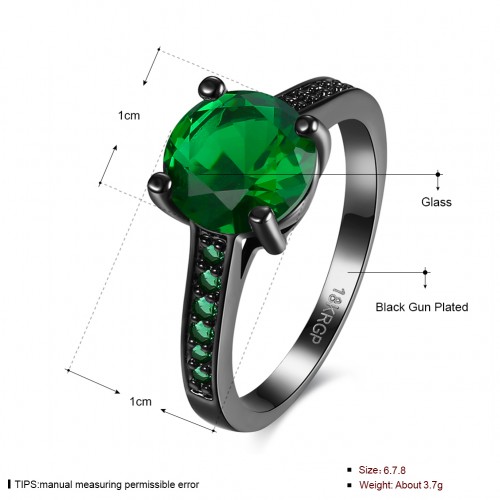 1cm
Glass
Black Gun Plated
18KRGP
1cm
Size: 6.7.8
Weight: About 3.7g
TIPS:manual measuring permissible error